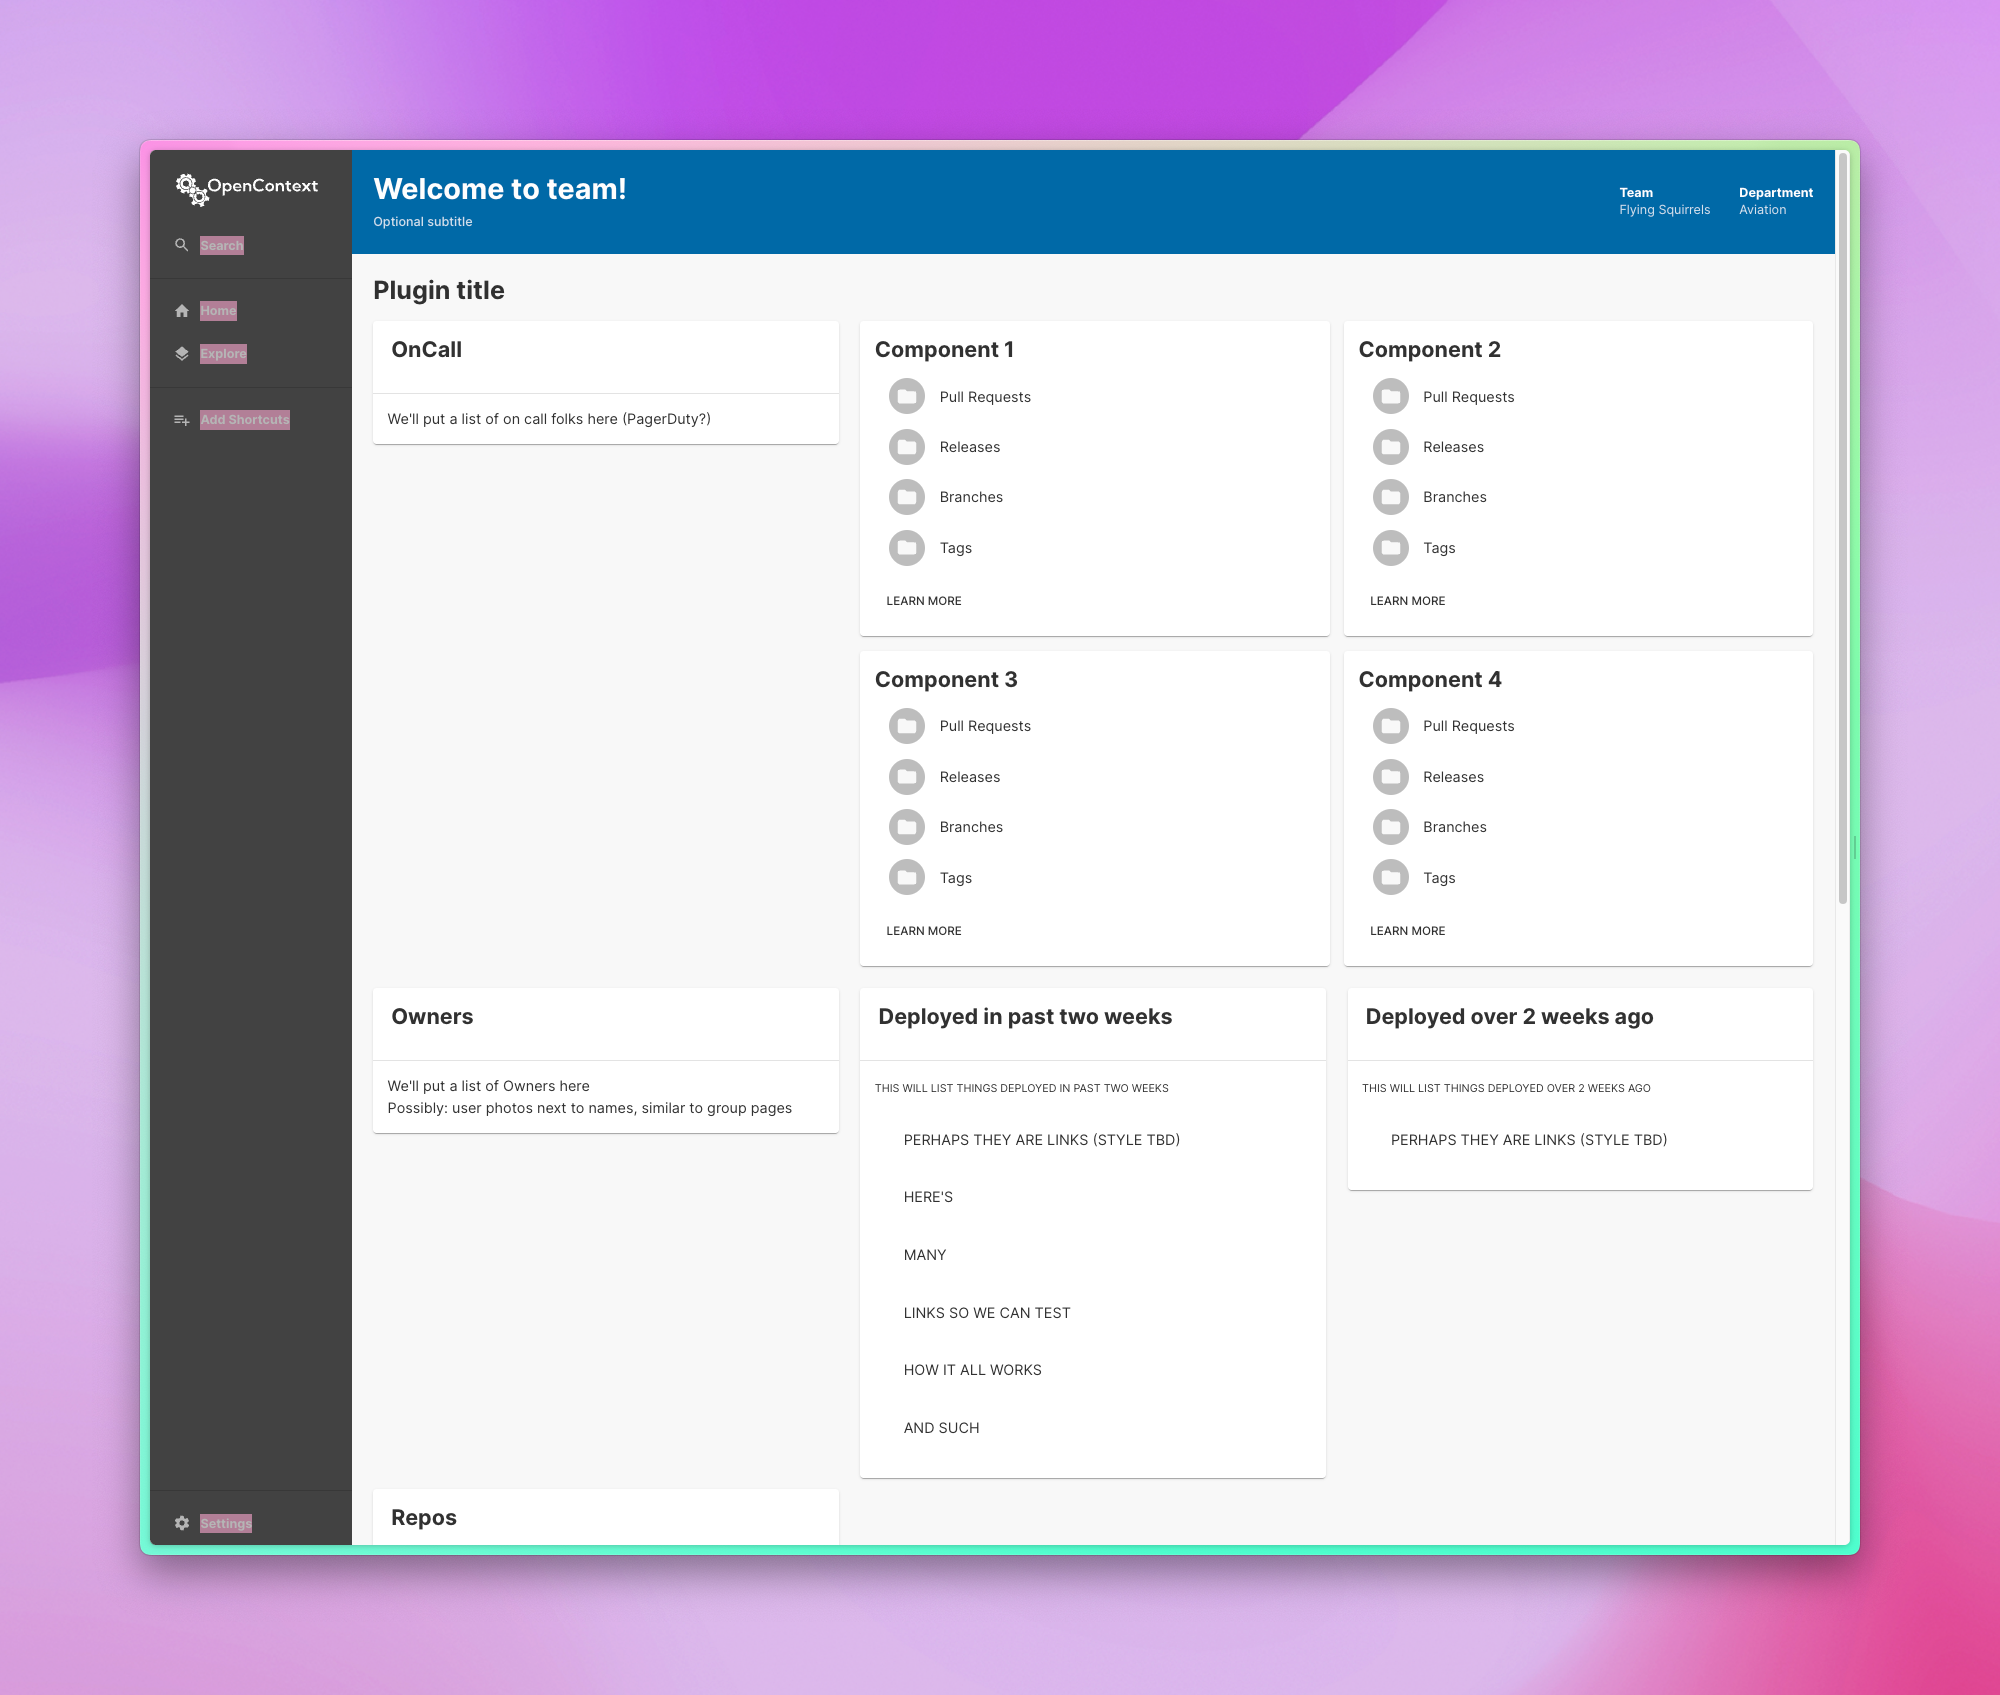 OpenContext
Search
Home
Explore
Add Shortcuts
Settings
Welcome to team!
Optional subtitle
Team
Flying Squirrels
Department
Aviation
Plugin title
OnCall
We'll put a list of on call folks here (PagerDuty?)
Component 1
Pull Requests
Releases
Branches
Tags
LEARN MORE
Component 2
Pull Requests
Releases
Branches
Tags
LEARN MORE
Component 3
Pull Requests
Releases
Branches
Tags
LEARN MORE
Component 4
Pull Requests
Releases
Branches
Tags
LEARN MORE
Owners
We'll put a list of Owners here
Possibly: user photos next to names, similar to group pages
Deployed in past two weeks
THIS WILL LIST THINGS DEPLOYED IN PAST TWO WEEKS
PERHAPS THEY ARE LINKS (STYLE TBD)
HERE'S
MANY
LINKS SO WE CAN TEST
HOW IT ALL WORKS
AND SUCH
Deployed over 2 weeks ago
THIS WILL LIST THINGS DEPLOYED OVER 2 WEEKS AGO
PERHAPS THEY ARE LINKS (STYLE TBD)
Repos